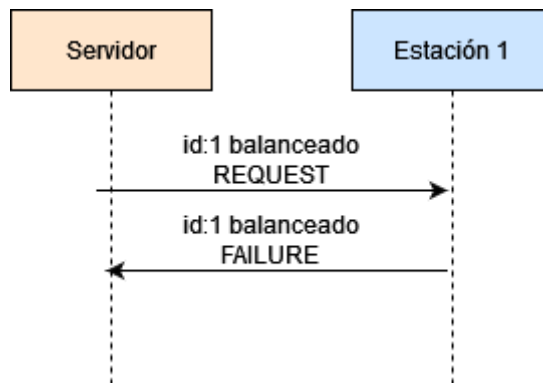 Servidor
Estación 1
id:1 balanceado
REQUEST
id:1 balanceado
FAILURE